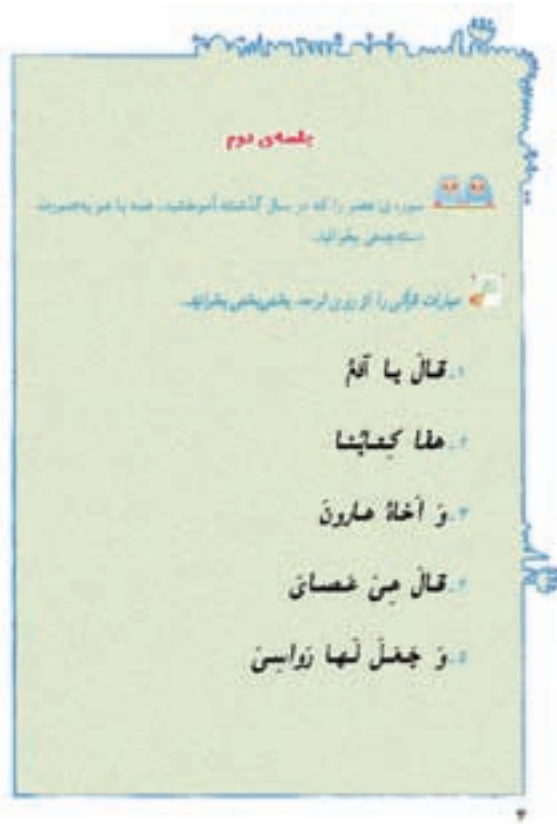 جلسه‌ی دوم
سوره‌ی عصر را که در سال گذشته آموختید، همه با هم به‌صورت
دسته‌جمعی بخوانید.
عبارات قرآنی را از روی لوحه، بخش‌بخش بخوانید.
۱. قالَ یا آدَمُ
۲. هذا کِتابُنا
۳. وَ اَخاهُ هارونَ
۴. قالَ هِیَ عَصایَ
۵. وَ جَعَلَ لَها رَواسِیَ